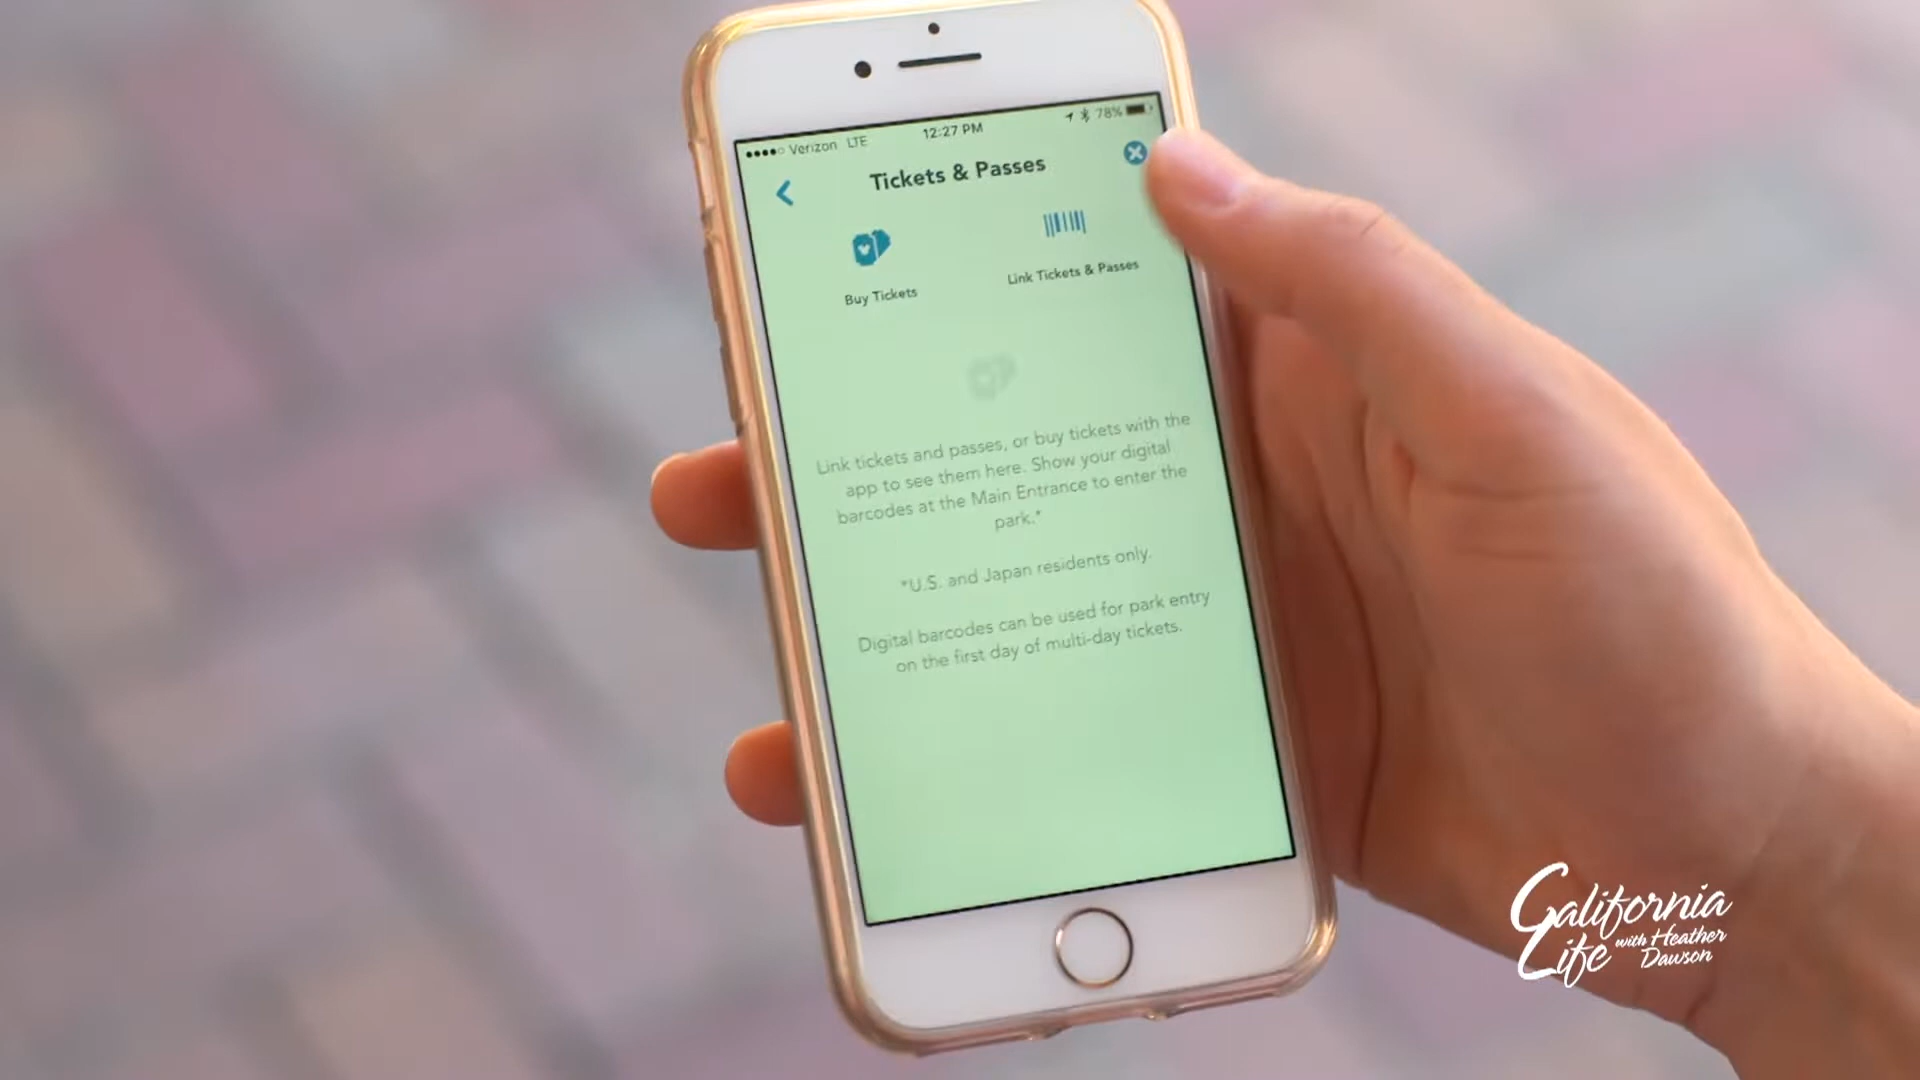 Verizon LTE 12:27 PM 78%
Tickets & Passes
Buy Tickets
Link Tickets & Passes
Link tickets and passes, or buy tickets with the
app to see them here. Show your digital
barcodes at the Main Entrance to enter the
park.*
*U.S. and Japan residents only.
Digital barcodes can be used for park entry
on the first day of multi-day tickets.
California
Life with Heather
Dawson